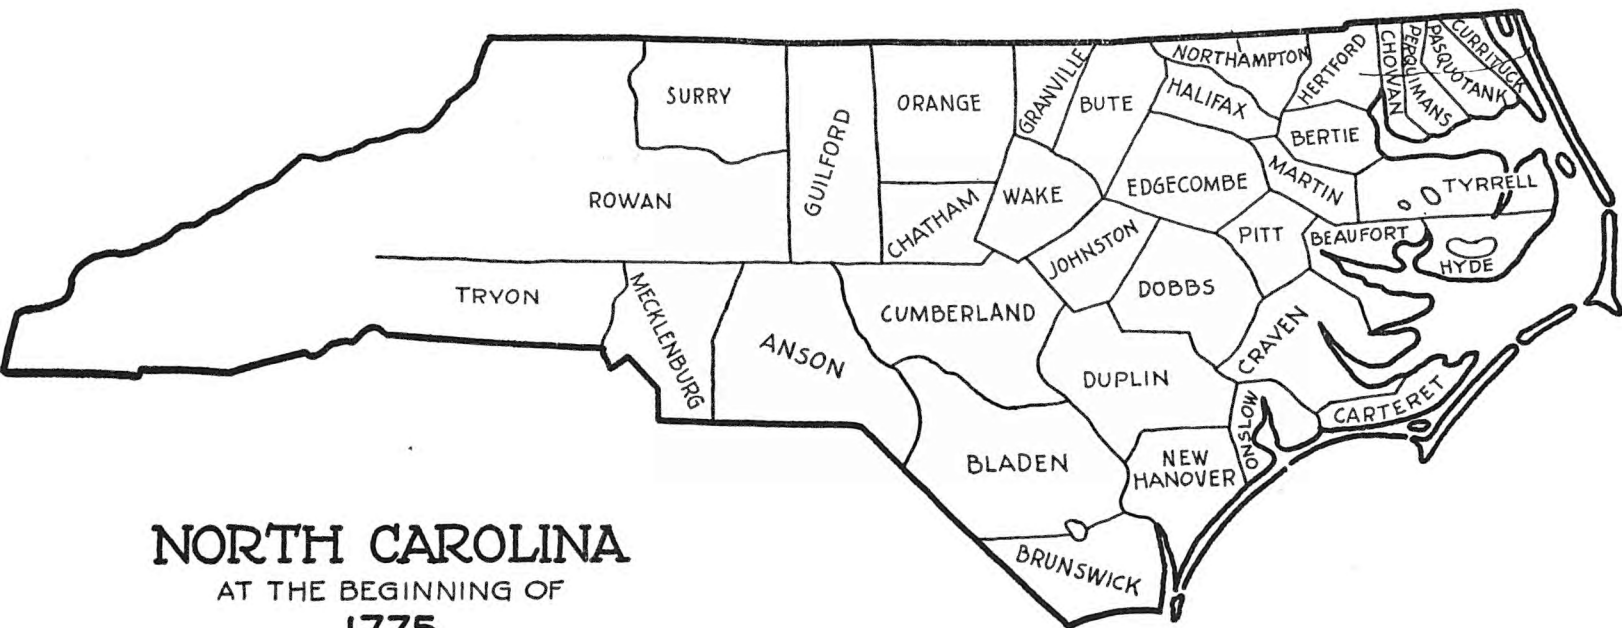 SURRY
GUILFORD
ORANGE
GRANVILLE
BUTE
NORTHAMPTON
HALIFAX
HERTFORD
CHOWAN
PERQUIMANS
PASQUOTANK
CURRITUCK
BERTIE
MARTIN
TYRRELL
ROWAN
CHATHAM
WAKE
EDGECOMBE
JOHNSTON
PITT
BEAUFORT
HYDE
TRYON
MECKLENBURG
ANSON
CUMBERLAND
DOBBS
CRAVEN
DUPLIN
ONSLOW
CARTERET
BLADEN
NEW
HANOVER
BRUNSWICK
NORTH CAROLINA
AT THE BEGINNING OF
1775